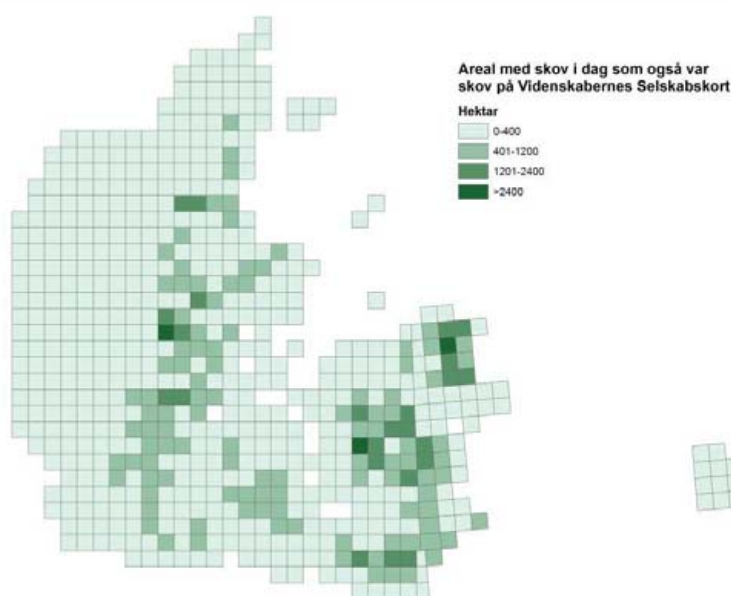 Areal med skov i dag som også var
skov på Videnskabernes Selskabskort
Hektar
0-400
401-1200
1201-2400
>2400